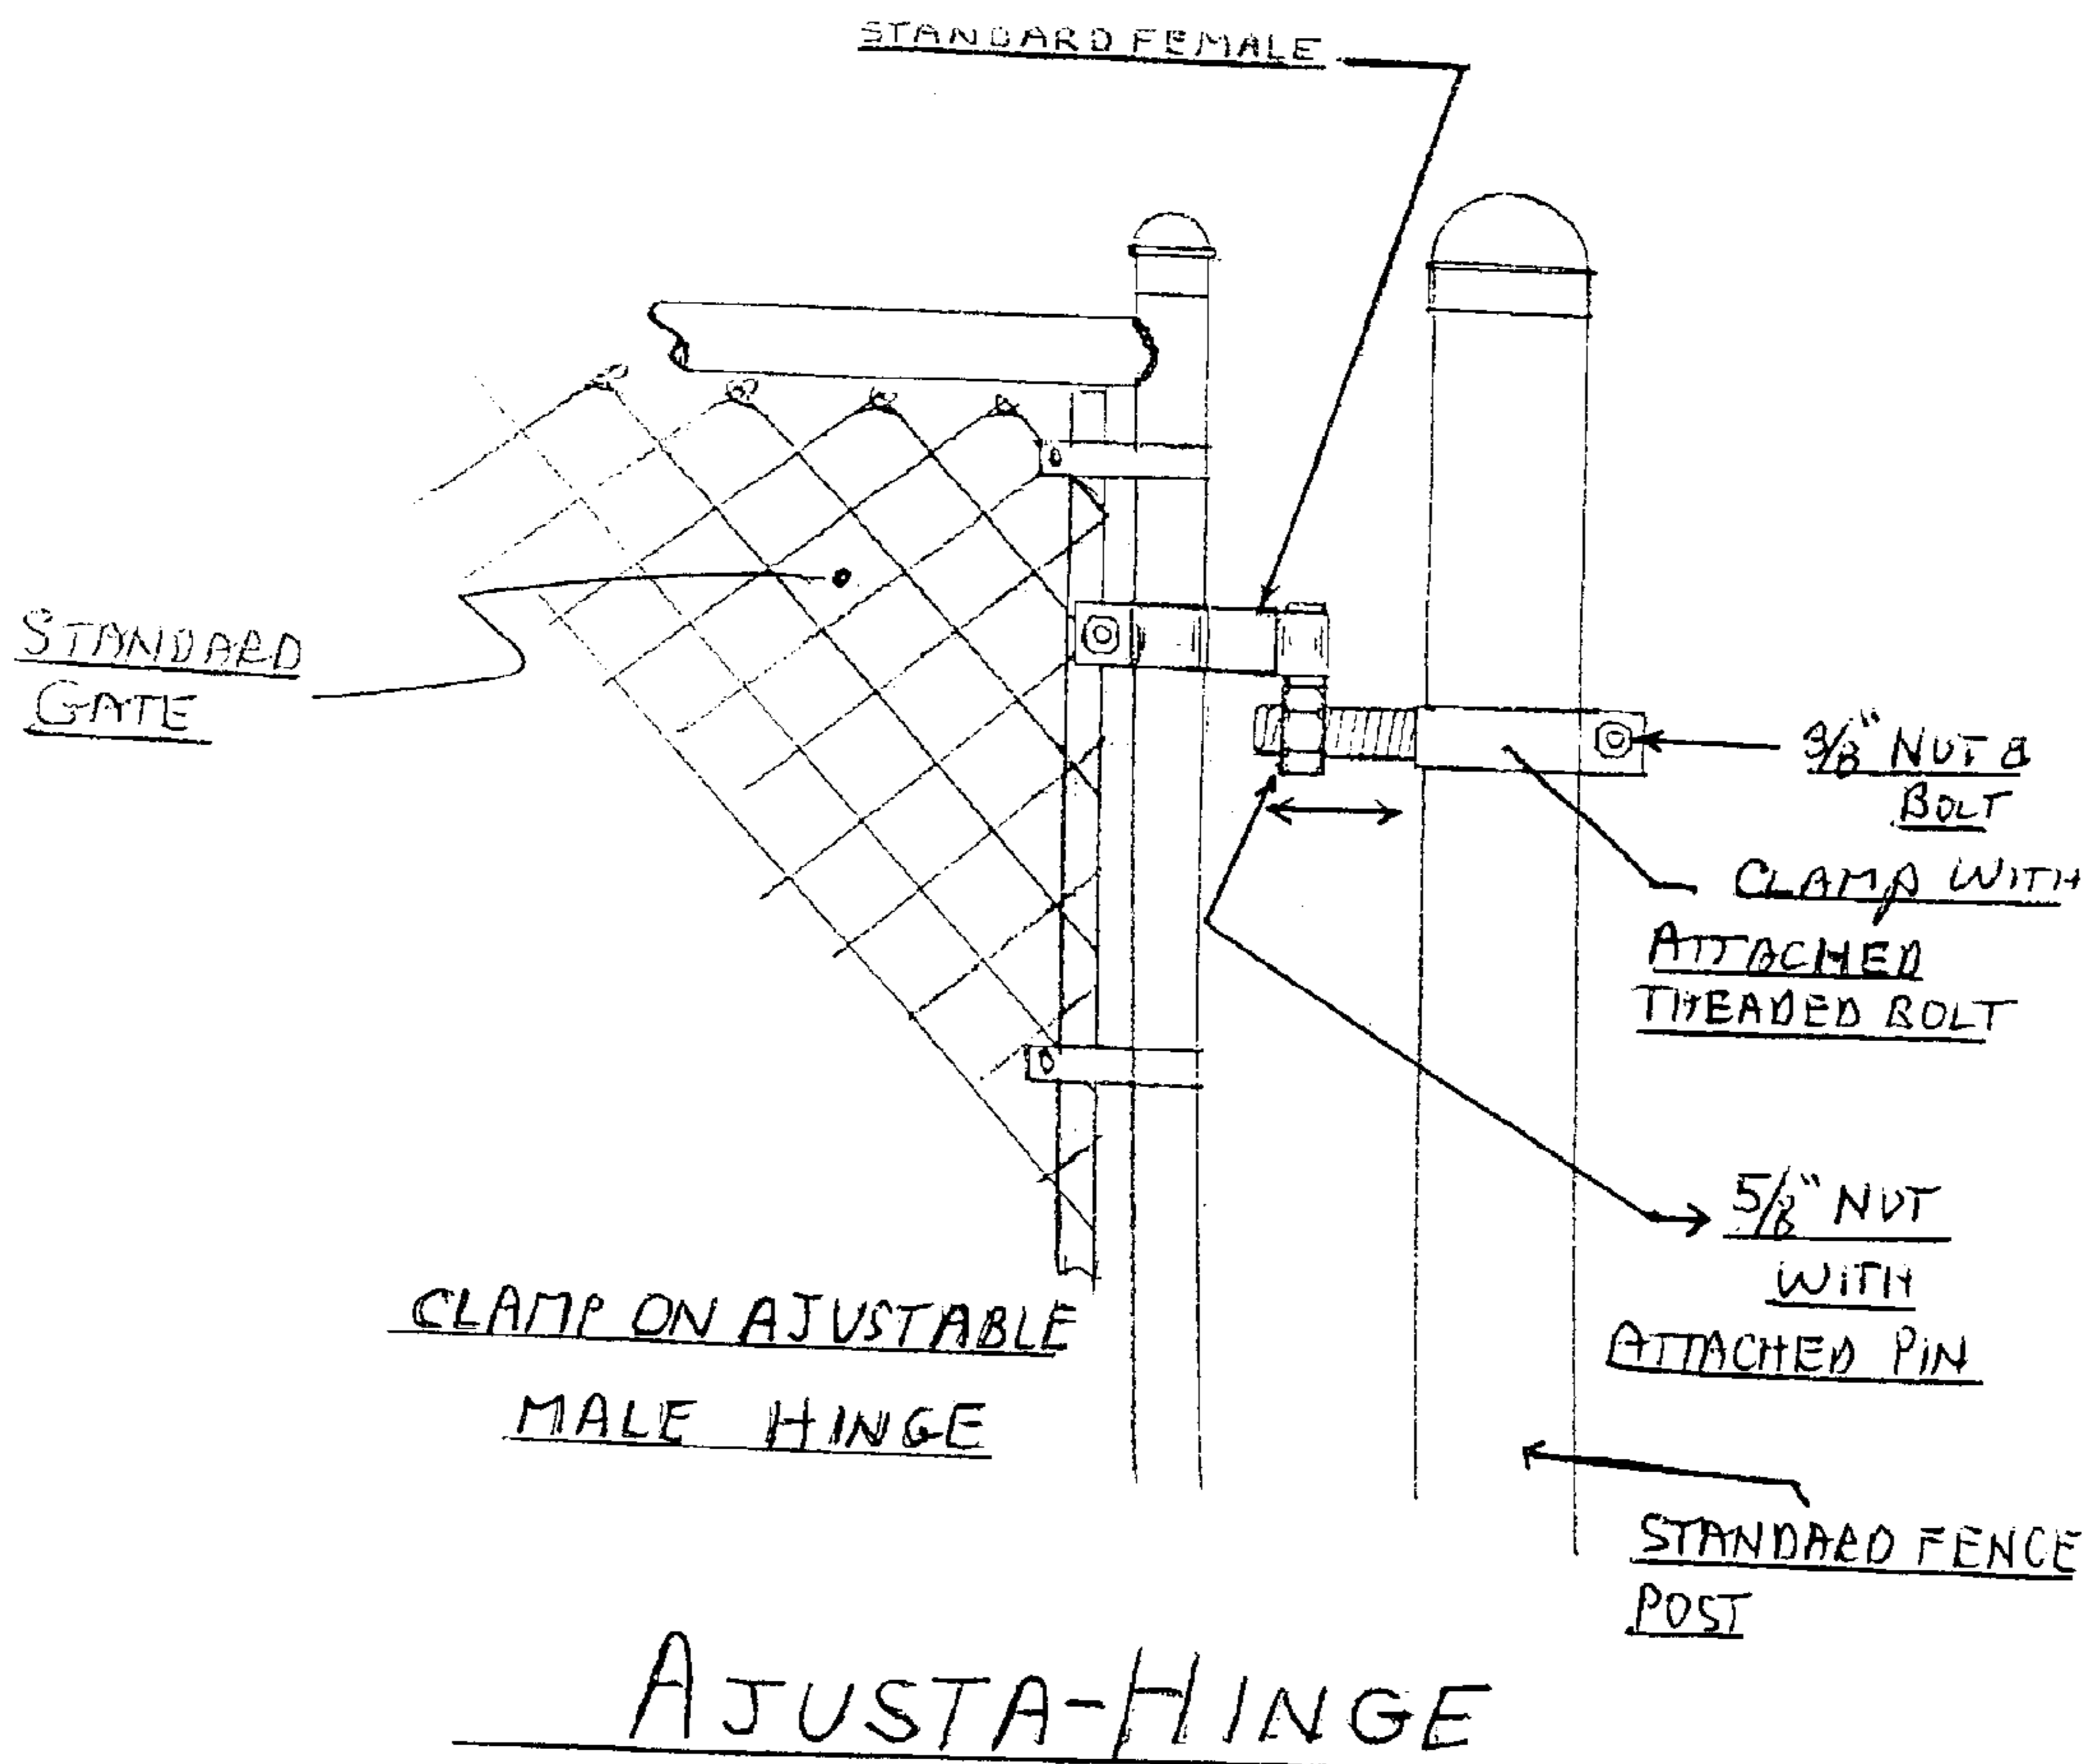 STANDARD FEMALE
STANDARD
GATE
3/8" NUT &
BOLT
CLAMP WITH
ATTACHED
THEADED BOLT
5/8" NUT
WITH
ATTACHED PIN
CLAMP ON AJUSTABLE
MALE HINGE
STANDARD FENCE
POST
AJUSTA-HINGE